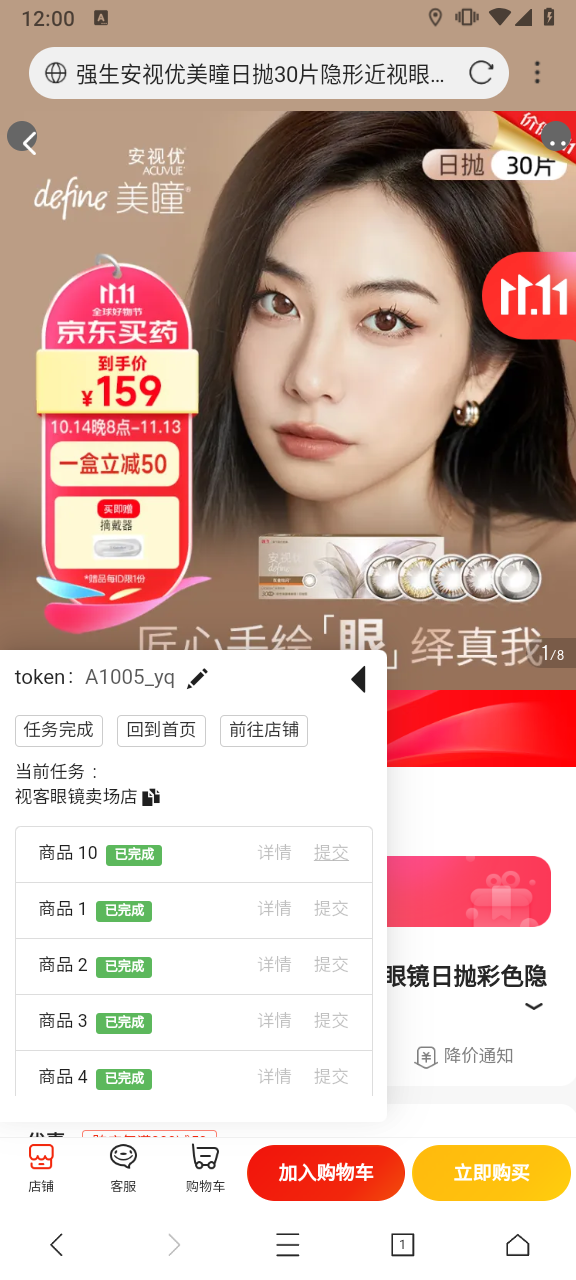 12:00
强生安视优美瞳日抛30片隐形近视眼...
安视优
ACUVUE
define 美瞳
日抛 30片
11.11
11.11
全球好物节
京东买药
到手价
¥159
10.14晚8点-11.13
一盒立减50
买即赠
摘戴器
*赠品每ID限1份
安视优
define
匠心手绘「眼」绎真我
1/8
token: A1005_yq
任务完成 回到首页 前往店铺
当前任务：
视客眼镜卖场店
商品 10 已完成 详情 提交
商品 1 已完成 详情 提交
商品 2 已完成 详情 提交
商品 3 已完成 详情 提交
商品 4 已完成 详情 提交
眼镜日抛彩色隐
降价通知
店铺 客服 购物车 加入购物车 立即购买
1